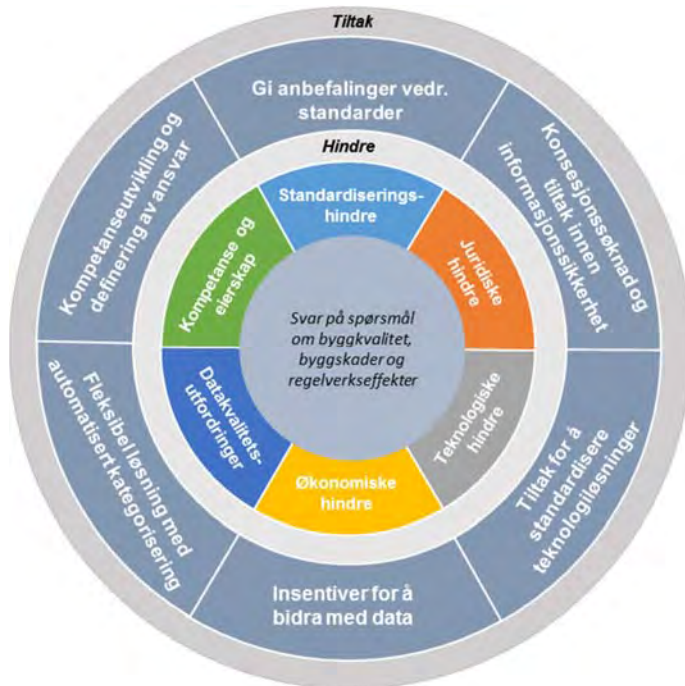 Tiltak
Gi anbefalinger vedr.
standarder
Konsesjonssøknad og
tiltak innen
informasjonssikkerhet
Tiltak for å
standardisere
teknologiløsninger
Insentiver for å
bidra med data
Fleksibel løsning med
automatisert kategorisering
Kompetanseutvikling og
definering av ansvar
Hindre
Standardiserings-
hindre
Juridiske
hindre
Teknologiske
hindre
Økonomiske
hindre
Datakvalitets-
utfordringer
Kompetanse og
eierskap
Svar på spørsmål
om byggkvalitet,
byggskader og
regelverkseffekter